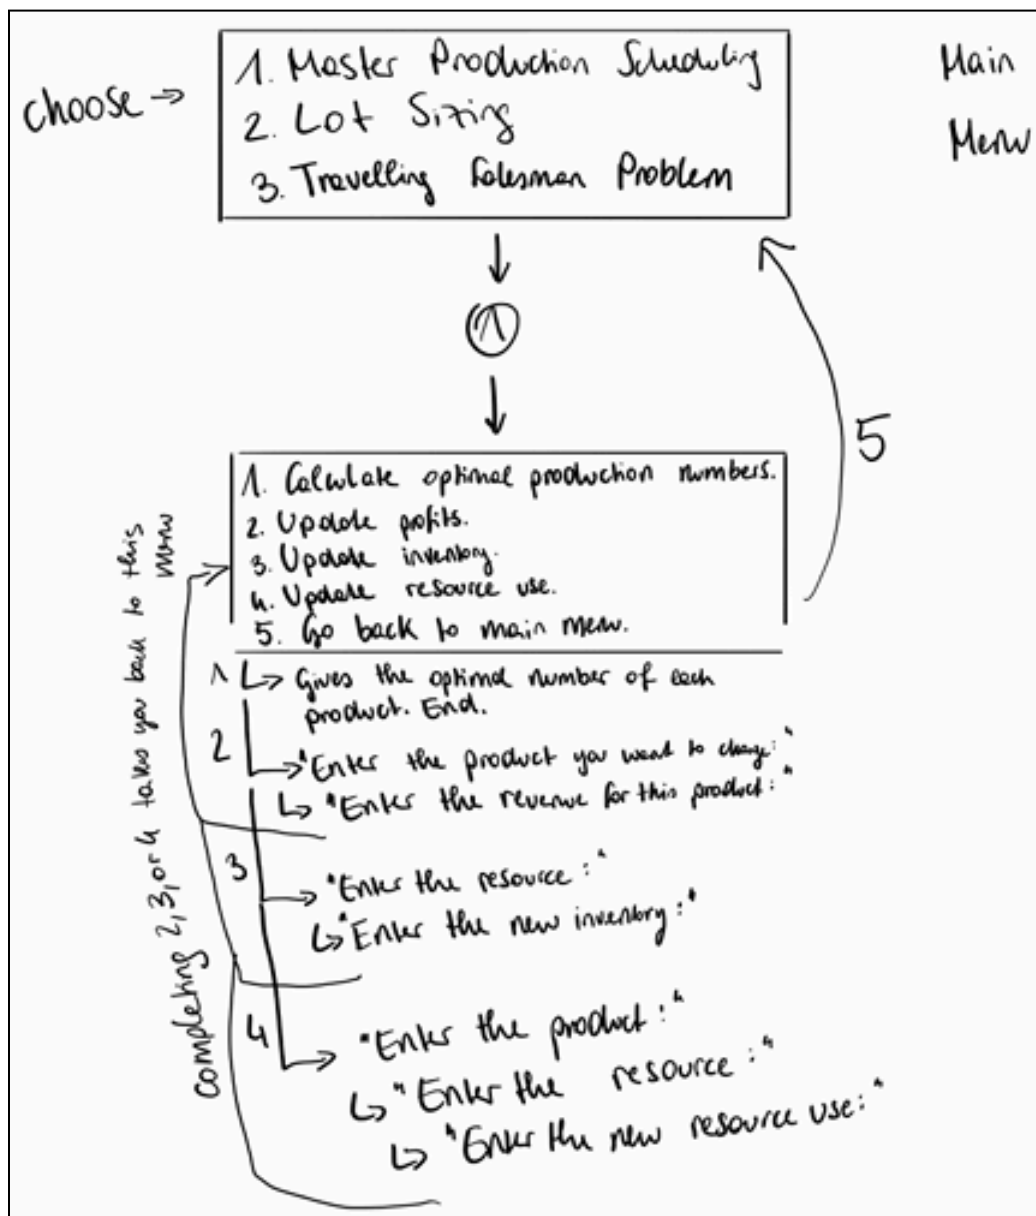 Main
Menu
choose →
1. Master Production Scheduling
2. Lot Sizing
3. Travelling Salesman Problem
1
5
1. Calculate optimal production numbers.
2. Update profits.
3. Update inventory.
4. Update resource use.
5. Go back to main menu.
1 ↳ Gives the optimal number of each
product. End.
2
"Enter the product you want to change:"
↳ "Enter the revenue for this product:"
3
"Enter the resource:"
↳ "Enter the new inventory:"
4
"Enter the product:"
↳ "Enter the resource:"
↳ "Enter the new resource use:"
completing 2, 3, or 4 takes you back to this
menu